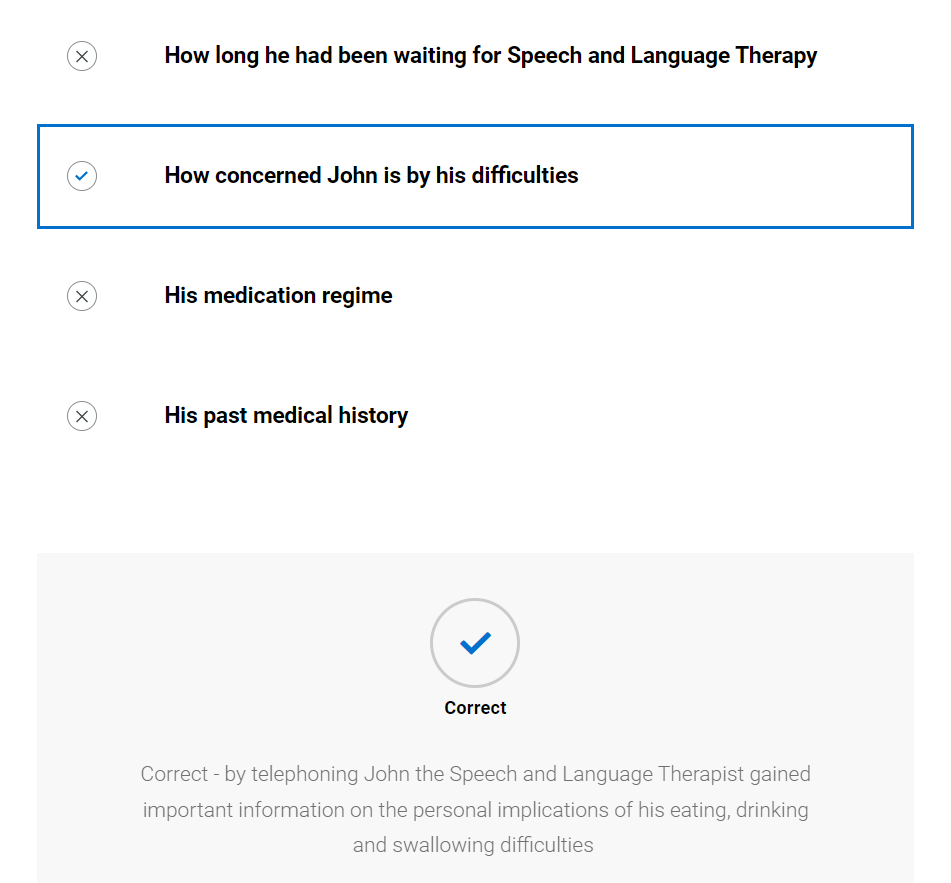 How long he had been waiting for Speech and Language Therapy
How concerned John is by his difficulties
His medication regime
His past medical history
Correct
Correct - by telephoning John the Speech and Language Therapist gained
important information on the personal implications of his eating, drinking
and swallowing difficulties